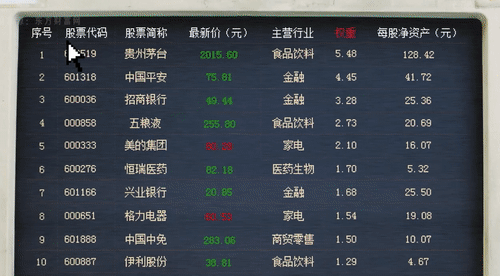 东方财富网
序号 股票代码 股票简称 最新价（元） 主营行业 权重 每股净资产（元）
1 519 贵州茅台 2015.60 食品饮料 5.48 128.42
2 601318 中国平安 75.81 金融 4.45 41.72
3 600036 招商银行 49.44 金融 3.28 25.36
4 000858 五粮液 255.80 食品饮料 2.73 20.69
5 000333 美的集团 家电 2.10 16.07
6 600276 恒瑞医药 82.18 医药生物 1.70 5.32
7 601166 兴业银行 20.85 金融 1.68 25.50
8 000651 格力电器 家电 1.54 19.08
9 601888 中国中免 283.06 商贸零售 1.50 10.07
10 600887 伊利股份 38.81 食品饮料 1.29 4.67